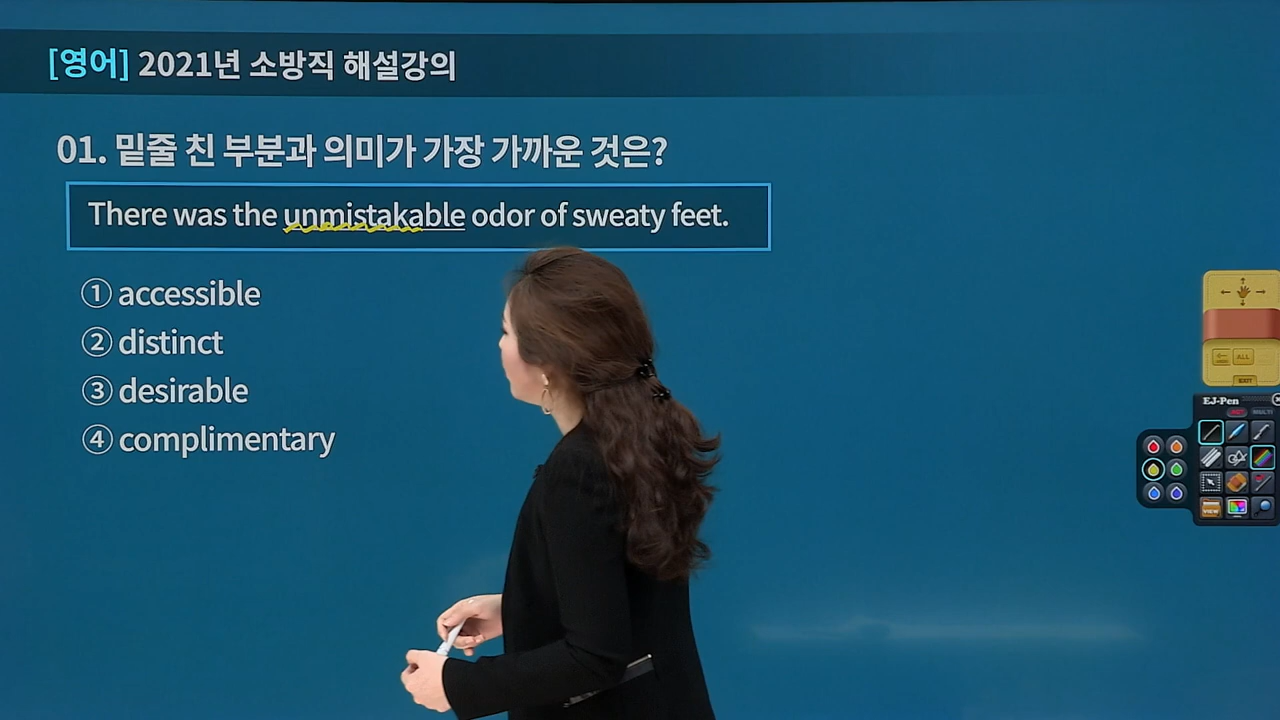 [영어] 2021년 소방직 해설강의
01. 밑줄 친 부분과 의미가 가장 가까운 것은?
There was the unmistakable odor of sweaty feet.
① accessible
② distinct
③ desirable
④ complimentary
ALL
EXIT
EJ-Pen
MULTI
VIEW